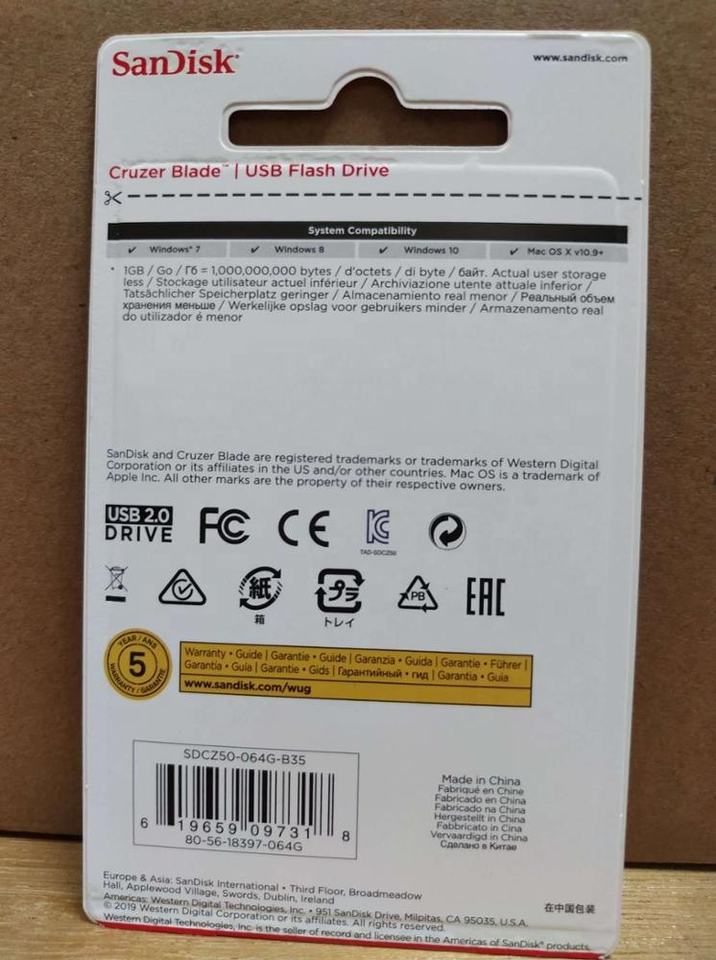 SanDisk®
www.sandisk.com
Cruzer Blade™ | USB Flash Drive
System Compatibility
✓ Windows® 7 ✓ Windows 8 ✓ Windows 10 ✓ Mac OS X v10.9+
* 1GB / Go / Гб = 1,000,000,000 bytes / d'octets / di byte / байт. Actual user storage
less / Stockage utilisateur actuel inférieur / Archiviazione utente attuale inferior /
Tatsächlicher Speicherplatz geringer / Almacenamiento real menor / Реальный объем
хранения меньше / Werkelijke opslag voor gebruikers minder / Armazenamento real
do utilizador é menor
SanDisk and Cruzer Blade are registered trademarks or trademarks of Western Digital
Corporation or its affiliates in the US and/or other countries. Mac OS is a trademark of
Apple Inc. All other marks are the property of their respective owners.
USB 2.0
DRIVE
FC CE
TAD-SDCZ50
紙
箱
プラ
トレイ
PB
EAC
YEAR / ANS
5
WARRANTY / GARANTIE
Warranty • Guide | Garantie • Guide | Garanzia • Guida | Garantie • Führer |
Garantía • Guía | Garantie • Gids | Гарантийный • гид | Garantia • Guia
www.sandisk.com/wug
SDCZ50-064G-B35
6 19659 09731 8
80-56-18397-064G
Made in China
Fabriqué en Chine
Fabricado en China
Fabricado na China
Hergestellt in China
Fabbricato in Cina
Vervaardigd in China
Сделано в Китае
Europe & Asia: SanDisk International • Third Floor, Broadmeadow
Hall, Applewood Village, Swords, Dublin, Ireland
Americas: Western Digital Technologies, Inc. • 951 SanDisk Drive, Milpitas, CA 95035, U.S.A.
© 2019 Western Digital Corporation or its affiliates. All rights reserved.
Western Digital Technologies, Inc. is the seller of record and licensee in the Americas of SanDisk® products.
在中国包装